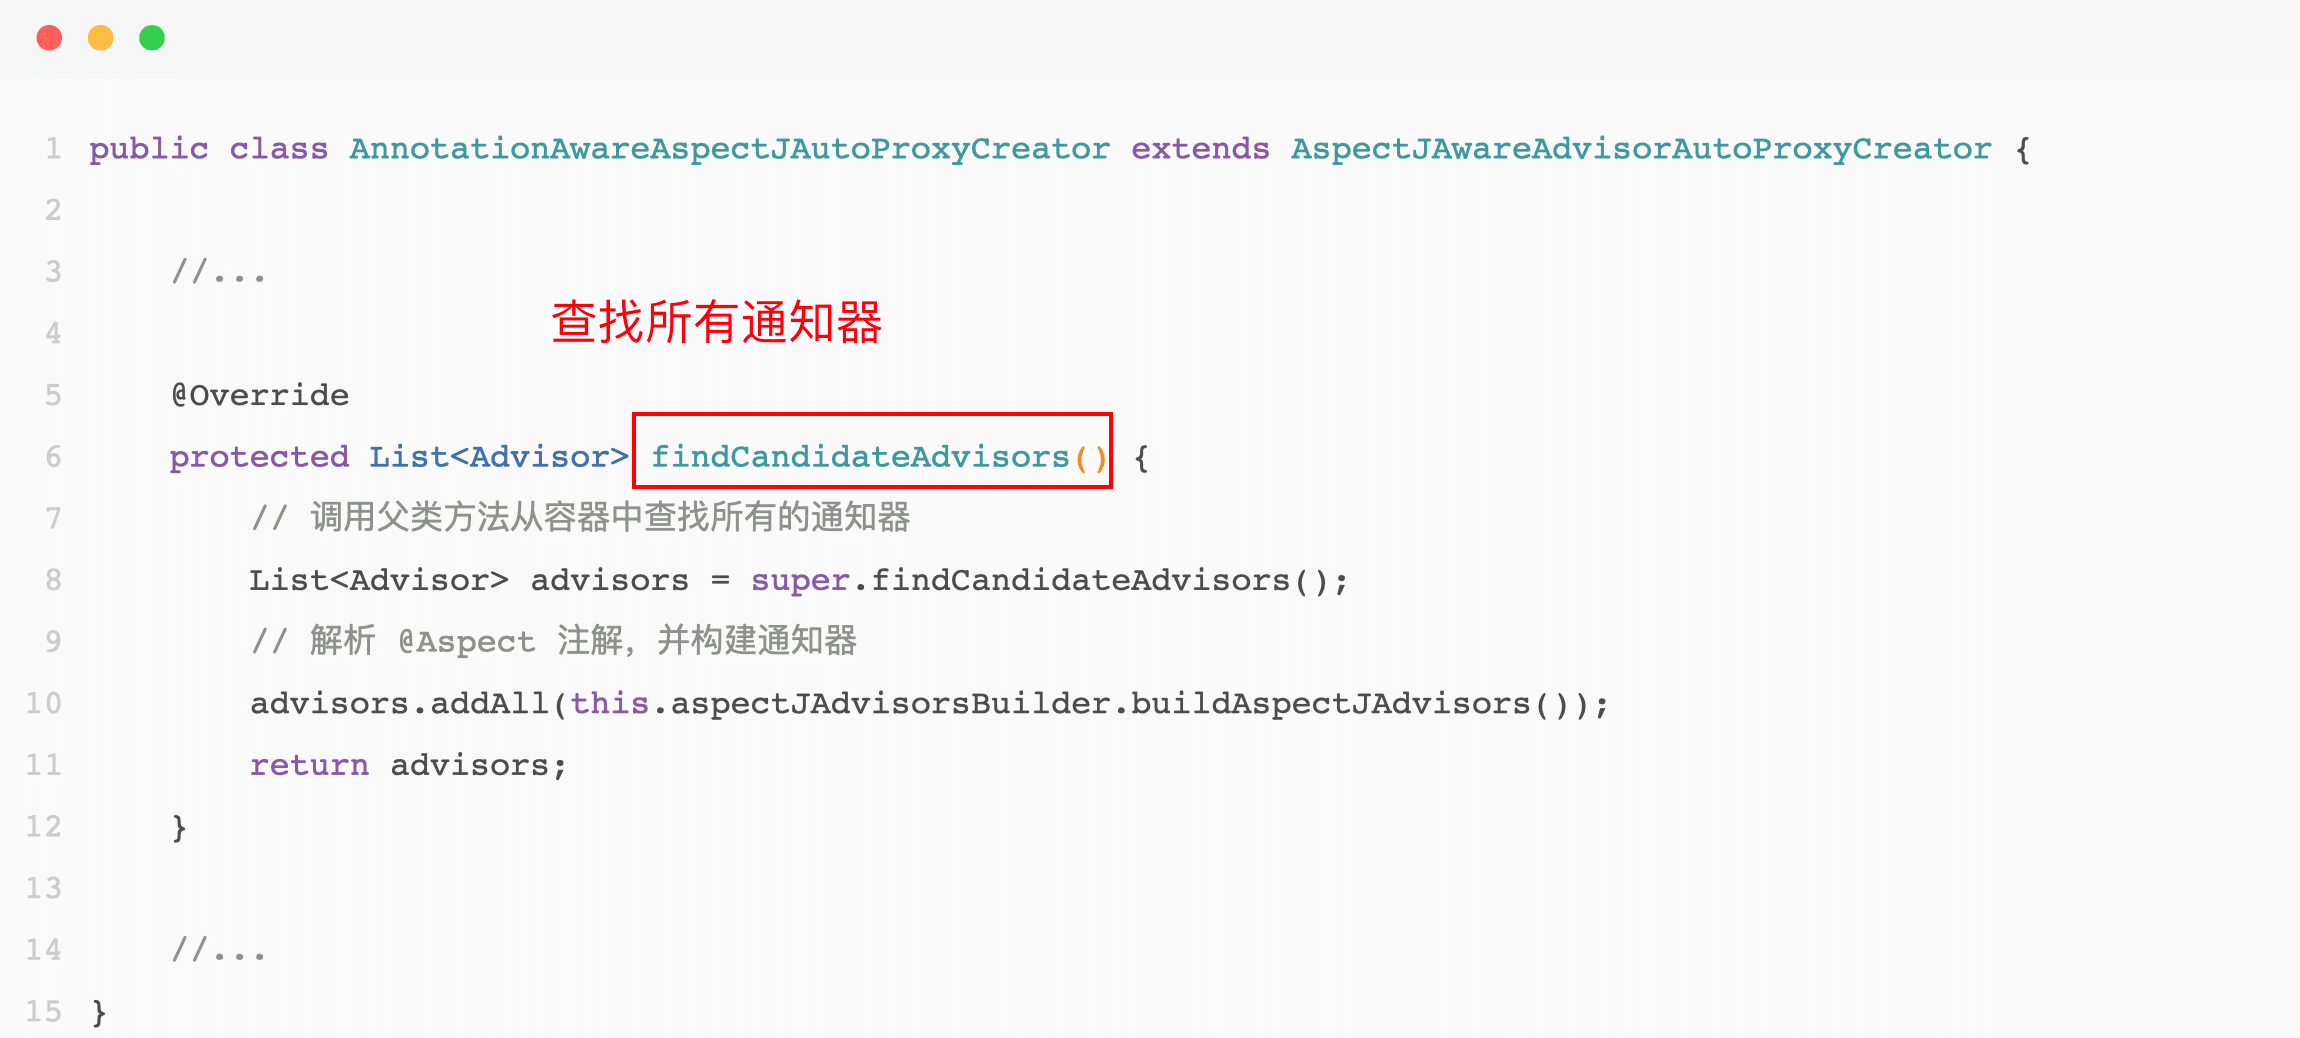 1 public class AnnotationAwareAspectJAutoProxyCreator extends AspectJAwareAdvisorAutoProxyCreator {
2
3 //...
查找所有通知器
4
5 @Override
6 protected List<Advisor> findCandidateAdvisors() {
7 // 调用父类方法从容器中查找所有的通知器
8 List<Advisor> advisors = super.findCandidateAdvisors();
9 // 解析 @Aspect 注解，并构建通知器
10 advisors.addAll(this.aspectJAdvisorsBuilder.buildAspectJAdvisors());
11 return advisors;
12 }
13
14 //...
15 }